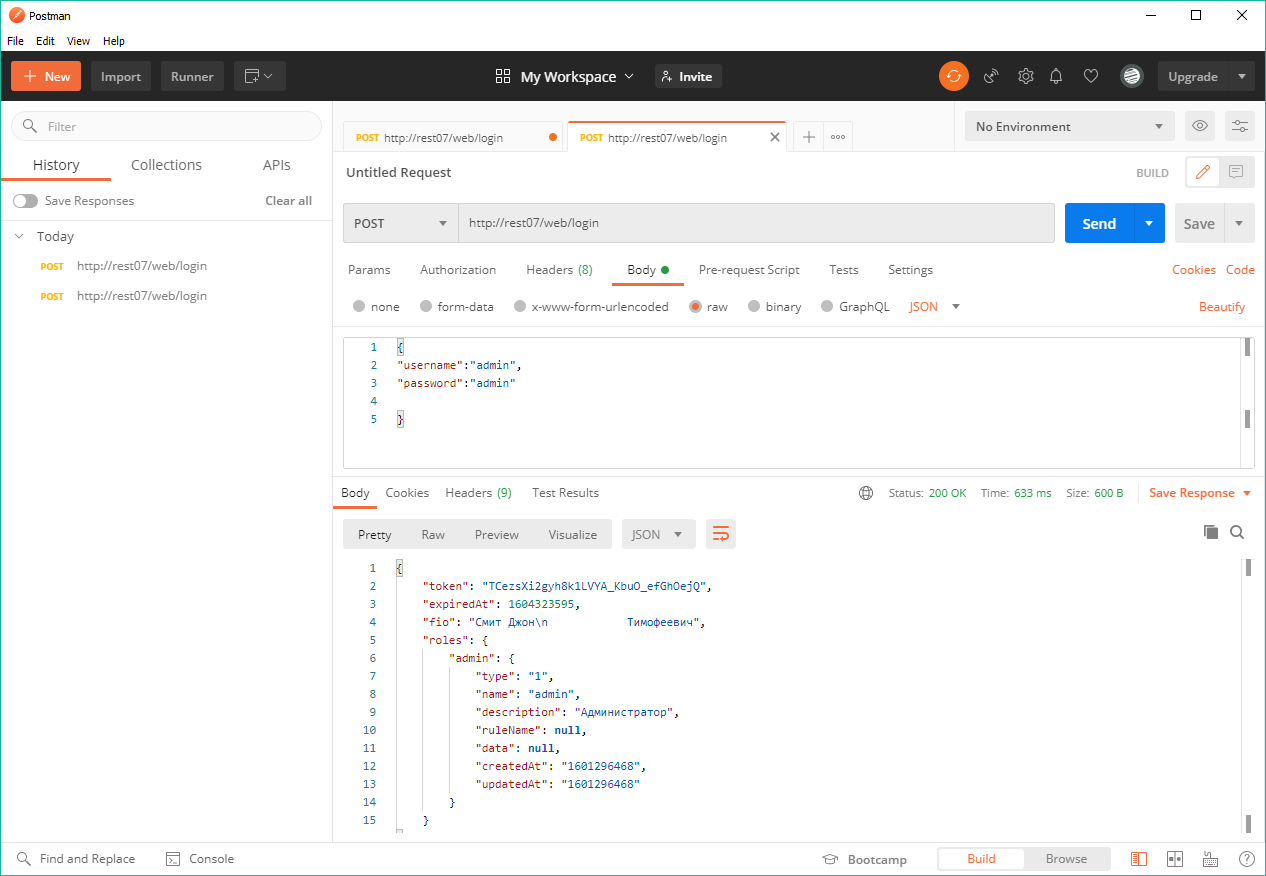 Postman
File Edit View Help
New Import Runner My Workspace Invite Upgrade
Filter
History Collections APIs
Save Responses Clear all
Today
POST http://rest07/web/login
POST http://rest07/web/login
POST http://rest07/web/login POST http://rest07/web/login No Environment
Untitled Request BUILD
POST http://rest07/web/login Send Save
Params Authorization Headers (8) Body Pre-request Script Tests Settings Cookies Code
none form-data x-www-form-urlencoded raw binary GraphQL JSON Beautify
1 {
2 "username":"admin",
3 "password":"admin"
4
5 }
Body Cookies Headers (9) Test Results Status: 200 OK Time: 633 ms Size: 600 B Save Response
Pretty Raw Preview Visualize JSON
1 {
2 "token": "TCezsXi2gyh8k1LVYA_KbuO_efGhOejQ",
3 "expiredAt": 1604323595,
4 "fio": "Смит Джон\n Тимофеевич",
5 "roles": {
6 "admin": {
7 "type": "1",
8 "name": "admin",
9 "description": "Администратор",
10 "ruleName": null,
11 "data": null,
12 "createdAt": "1601296468",
13 "updatedAt": "1601296468"
14 }
15 }
Find and Replace Console Bootcamp Build Browse